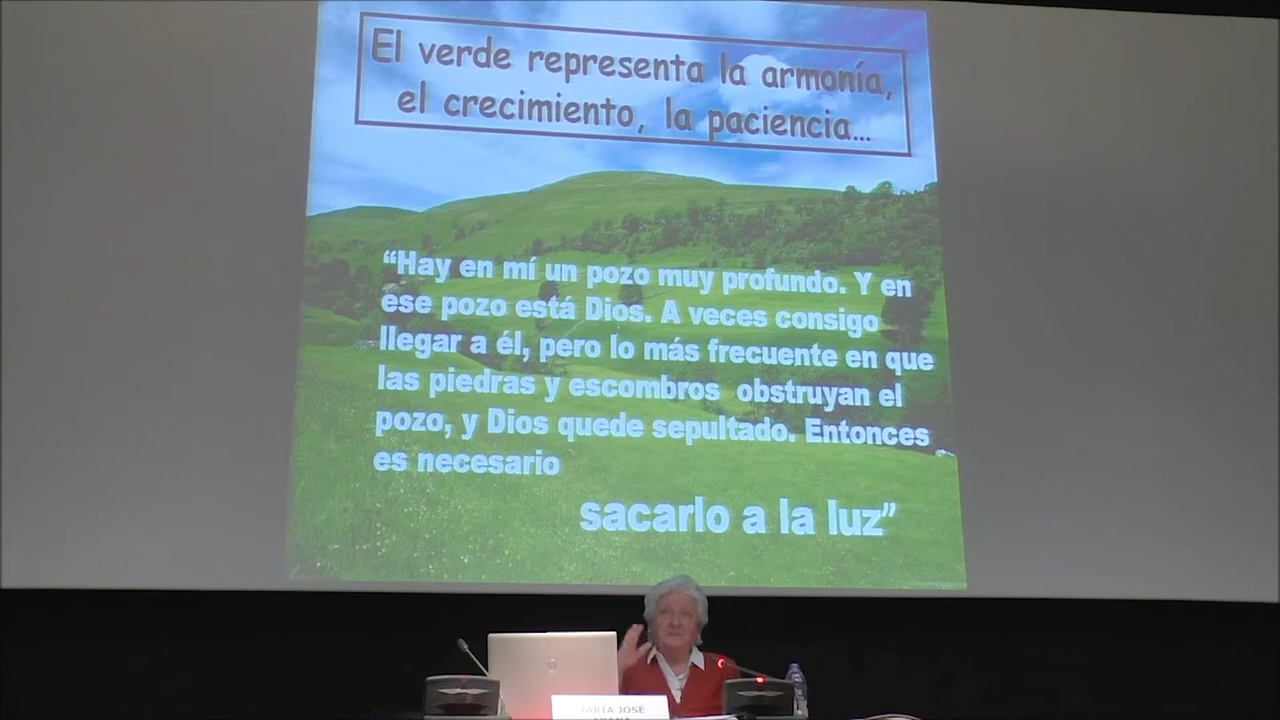 El verde representa la armonía,
el crecimiento, la paciencia...
“Hay en mí un pozo muy profundo. Y en
ese pozo está Dios. A veces consigo
llegar a él, pero lo más frecuente en que
las piedras y escombros obstruyan el
pozo, y Dios quede sepultado. Entonces
es necesario
sacarlo a la luz”
MARÍA JOSÉ